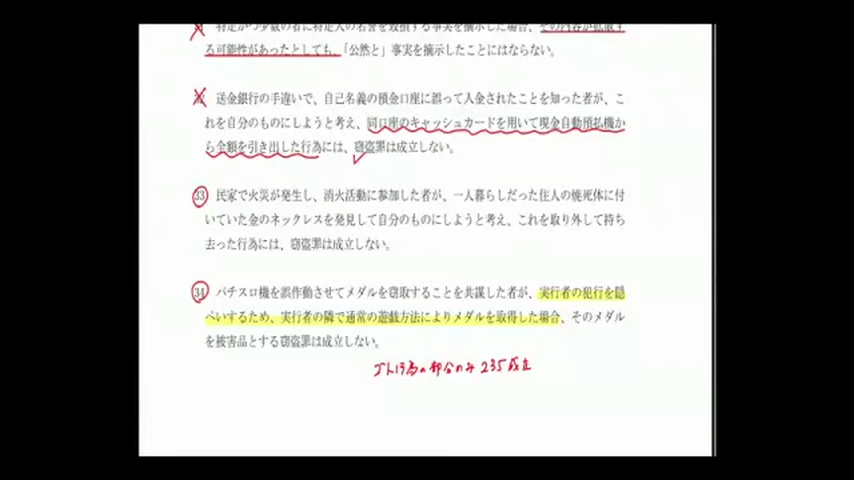 特定かつ少数の者に特定人の名誉を毀損する事実を摘示した場合、その内容が拡散す
る可能性があったとしても、「公然と」事実を摘示したことにはならない。
32 送金銀行の手違いで、自己名義の預金口座に誤って入金されたことを知った者が、こ
れを自分のものにしようと考え、同口座のキャッシュカードを用いて現金自動預払機か
ら全額を引き出した行為には、窃盗罪は成立しない。
33 民家で火災が発生し、消火活動に参加した者が、一人暮らしだった住人の焼死体に付
いていた金のネックレスを発見して自分のものにしようと考え、これを取り外して持ち
去った行為には、窃盗罪は成立しない。
34 パチスロ機を誤作動させてメダルを窃取することを共謀した者が、実行者の犯行を隠
ぺいするため、実行者の隣で通常の遊戯方法によりメダルを取得した場合、そのメダル
を被害品とする窃盗罪は成立しない。
ゴト行為の部分のみ 235成立